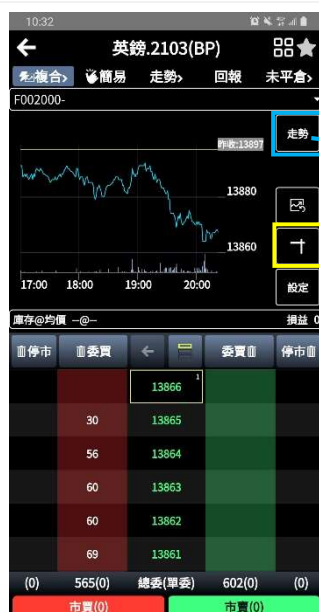 10:32
英鎊.2103(BP)
複合> 簡易 走勢> 回報 未平倉>
F002000-
走勢
昨收:13897
13880
13860
設定
17:00 18:00 19:00 20:00
庫存@均價 --@-- 損益 0
停市 委買 ← 委賣 停市
13866 1
30 13865
56 13864
60 13863
60 13862
69 13861
(0) 565(0) 總委(單委) 602(0) (0)
市買(0) 市賣(0)